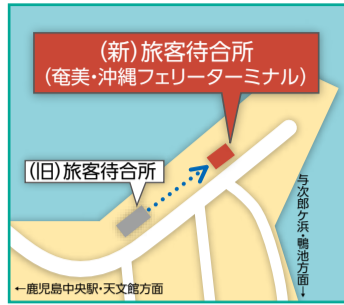 (新)旅客待合所
(奄美・沖縄フェリーターミナル)
(旧)旅客待合所
与次郎ケ浜・鴨池方面→
←鹿児島中央駅・天文館方面